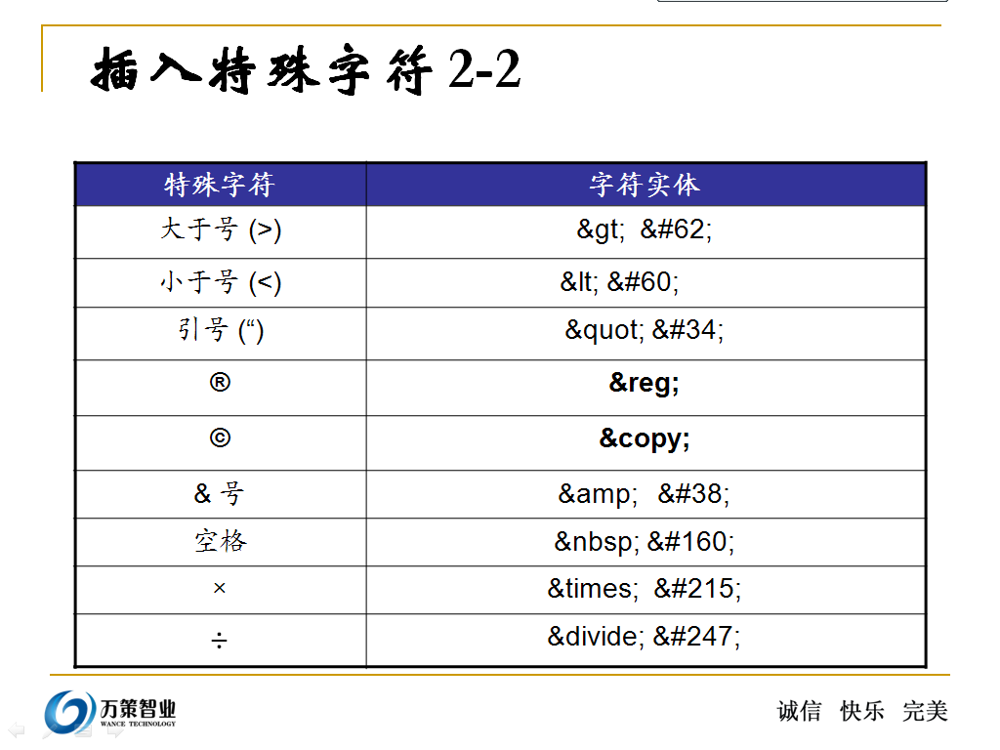 插入特殊字符 2-2
特殊字符 字符实体
大于号 (>) &gt; &#62;
小于号 (<) &lt; &#60;
引号 (“) &quot; &#34;
® &reg;
© &copy;
& 号 &amp; &#38;
空格 &nbsp; &#160;
× &times; &#215;
÷ &divide; &#247;
万策智业
WANCE TECHNOLOGY
诚信 快乐 完美